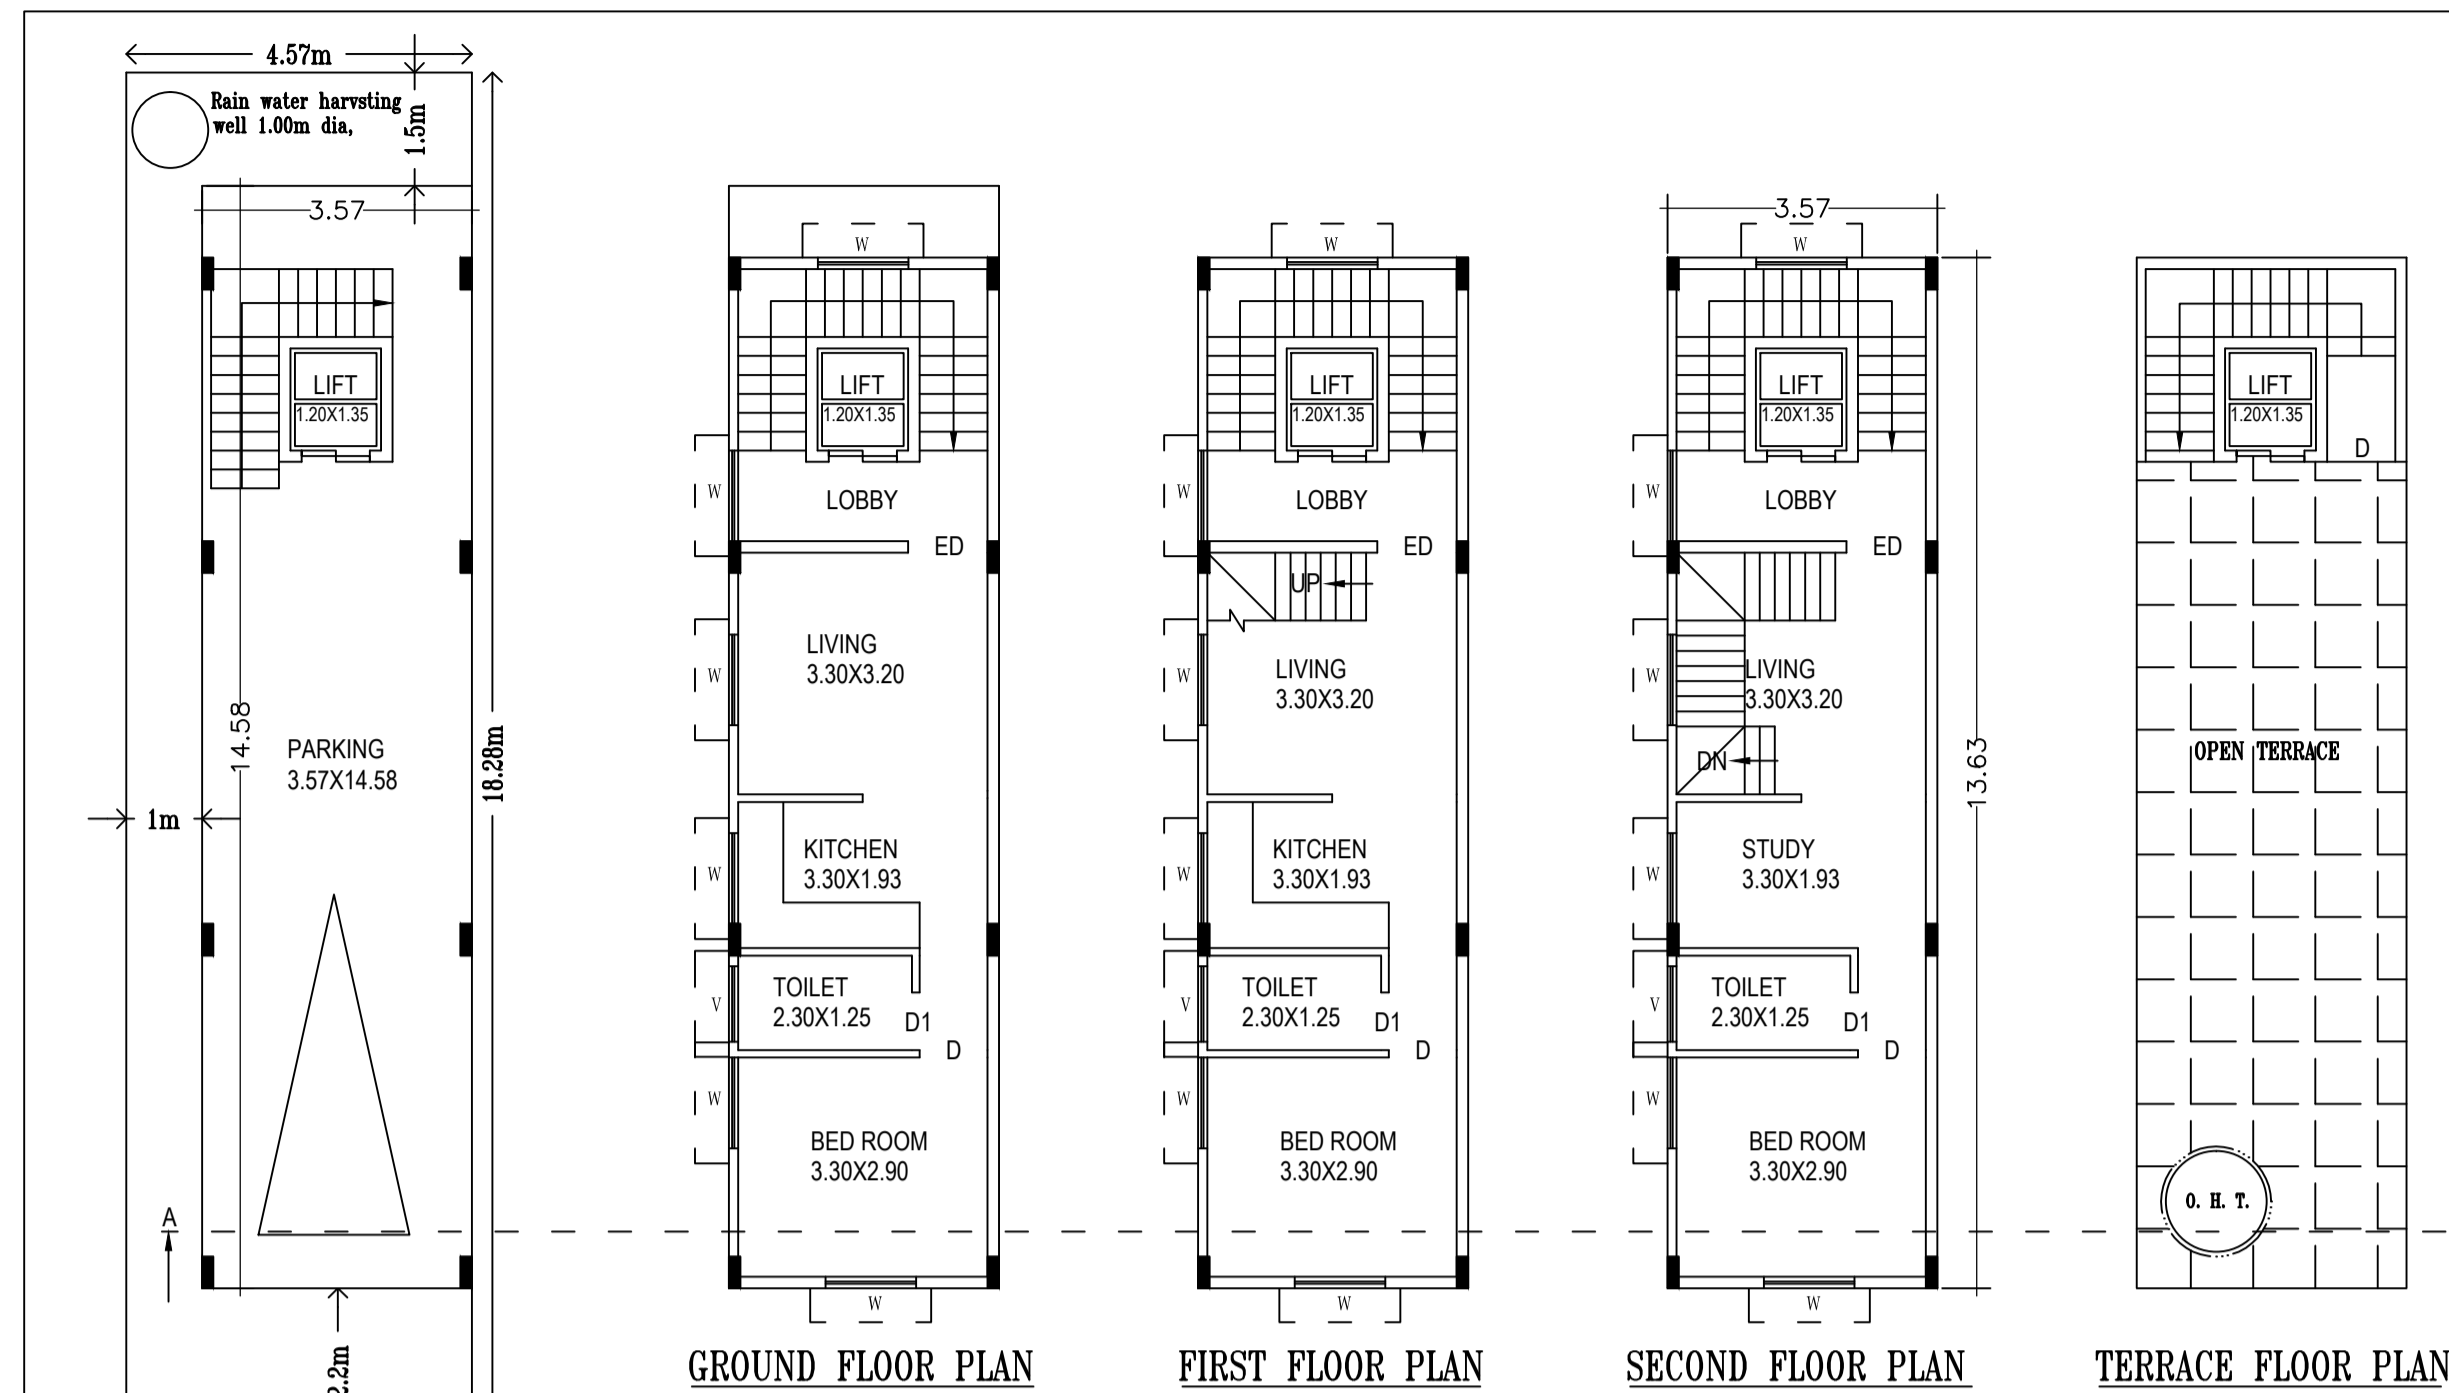 4.57m
Rain water harvsting
well 1.00m dia,
1.5m
3.57
LIFT
1.20X1.35
14.58
18.28m
PARKING
3.57X14.58
1m
A
2.2m
W
LIFT
1.20X1.35
W
LOBBY
ED
LIVING
3.30X3.20
W
KITCHEN
3.30X1.93
W
TOILET
2.30X1.25
V
D1
D
W
BED ROOM
3.30X2.90
W
GROUND FLOOR PLAN
W
LIFT
1.20X1.35
W
LOBBY
ED
UP
LIVING
3.30X3.20
W
KITCHEN
3.30X1.93
W
TOILET
2.30X1.25
V
D1
D
W
BED ROOM
3.30X2.90
W
FIRST FLOOR PLAN
3.57
W
LIFT
1.20X1.35
W
LOBBY
ED
LIVING
3.30X3.20
W
DN
13.63
STUDY
3.30X1.93
W
TOILET
2.30X1.25
V
D1
D
W
BED ROOM
3.30X2.90
W
SECOND FLOOR PLAN
LIFT
1.20X1.35
D
OPEN TERRACE
O. H. T.
TERRACE FLOOR PLAN